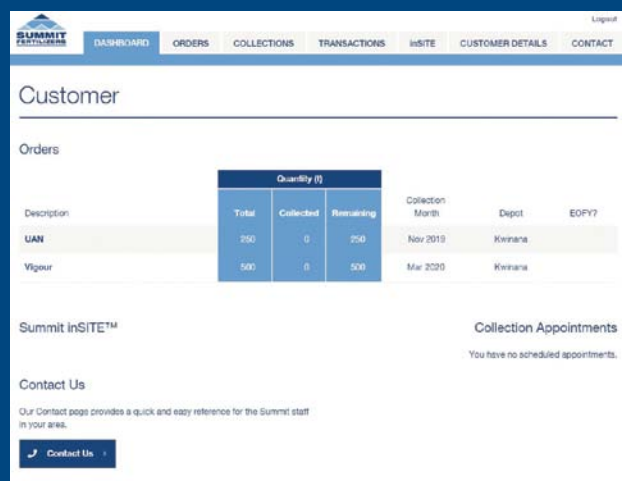 Logout
SUMMIT
FERTILIZERS
DASHBOARD ORDERS COLLECTIONS TRANSACTIONS inSITE CUSTOMER DETAILS CONTACT
Customer
Orders
Quantity (t)
Description Total Collected Remaining Collection Month Depot EOFY?
UAN 250 0 250 Nov 2019 Kwinana
Vigour 500 0 500 Mar 2020 Kwinana
Summit inSITE™
Collection Appointments
You have no scheduled appointments.
Contact Us
Our Contact page provides a quick and easy reference for the Summit staff
in your area.
Contact Us